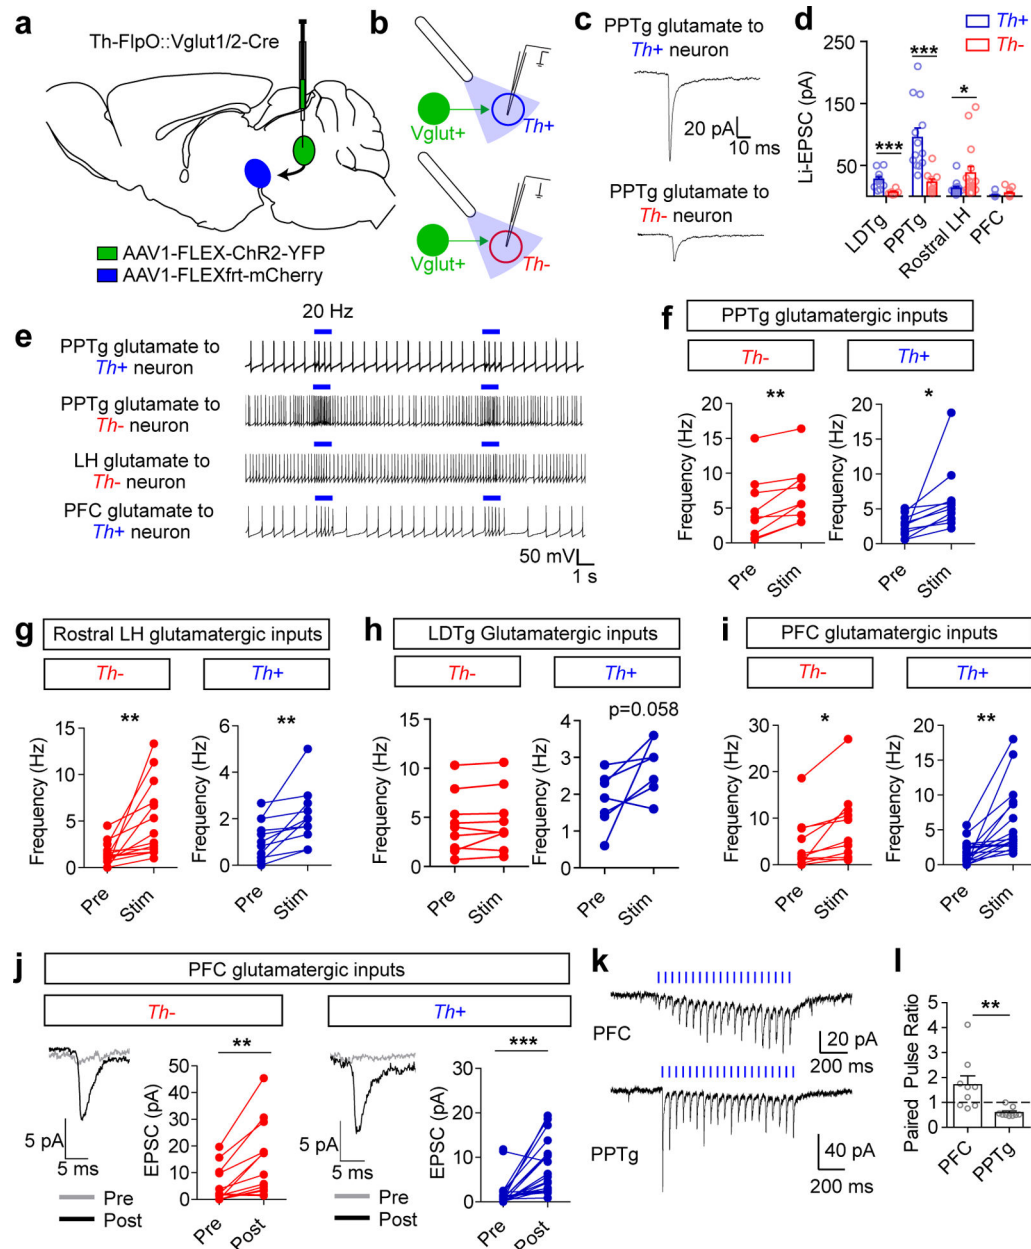 a
Th-FlpO::Vglut1/2-Cre
AAV1-FLEX-ChR2-YFP
AAV1-FLEXfrt-mCherry
b
Vglut+
Th+
Vglut+
Th-
c
PPTg glutamate to
Th+ neuron
20 pA
10 ms
PPTg glutamate to
Th- neuron
d
Th+
Th-
Li-EPSC (pA)
250
150
50
***
***
*
LDTg
PPTg
Rostral LH
PFC
e
20 Hz
PPTg glutamate to
Th+ neuron
PPTg glutamate to
Th- neuron
LH glutamate to
Th- neuron
PFC glutamate to
Th+ neuron
50 mV
1 s
f
PPTg glutamatergic inputs
Th-
Th+
**
Frequency (Hz)
20
15
10
5
0
Pre
Stim
*
Frequency (Hz)
20
15
10
5
0
Pre
Stim
g
Rostral LH glutamatergic inputs
Th-
Th+
**
Frequency (Hz)
15
10
5
0
Pre
Stim
**
Frequency (Hz)
6
4
2
0
Pre
Stim
h
LDTg Glutamatergic inputs
Th-
Th+
Frequency (Hz)
15
10
5
0
Pre
Stim
p=0.058
Frequency (Hz)
4
3
2
1
0
Pre
Stim
i
PFC glutamatergic inputs
Th-
Th+
*
Frequency (Hz)
30
20
10
0
Pre
Stim
**
Frequency (Hz)
20
15
10
5
0
Pre
Stim
j
PFC glutamatergic inputs
Th-
Th+
5 pA
5 ms
Pre
Post
**
EPSC (pA)
50
40
30
20
10
0
Pre
Post
5 pA
5 ms
Pre
Post
***
EPSC (pA)
30
20
10
0
Pre
Post
k
PFC
20 pA
200 ms
PPTg
40 pA
200 ms
l
**
Paired Pulse Ratio
5
4
3
2
1
0
PFC
PPTg